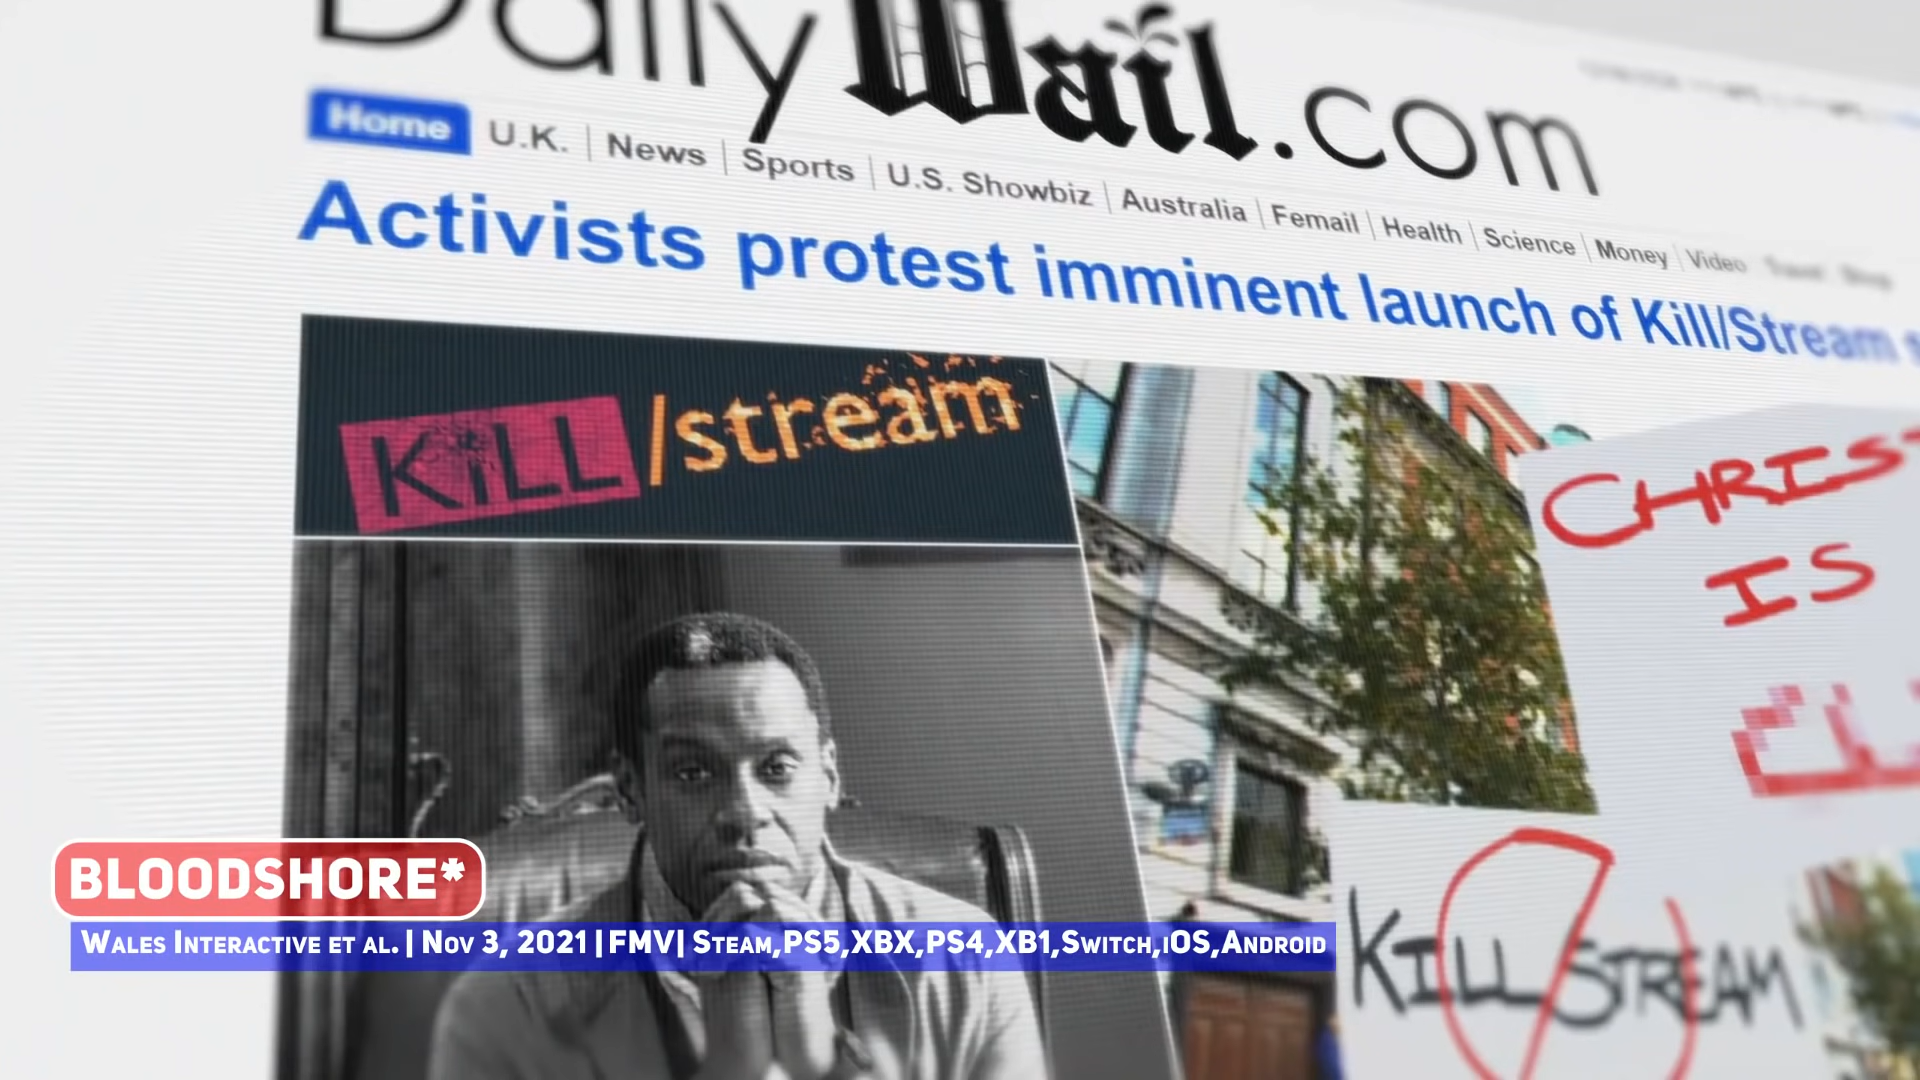 Daily Wail.com
Home U.K. News Sports U.S. Showbiz Australia Femail Health Science Money Video
Activists protest imminent launch of Kill/Stream
KiLL/stream
CHRIST
IS
KILL STREAM
BLOODSHORE*
Wales Interactive et al. | Nov 3, 2021 | FMV| Steam,PS5,XBX,PS4,XB1,Switch,iOS,Android